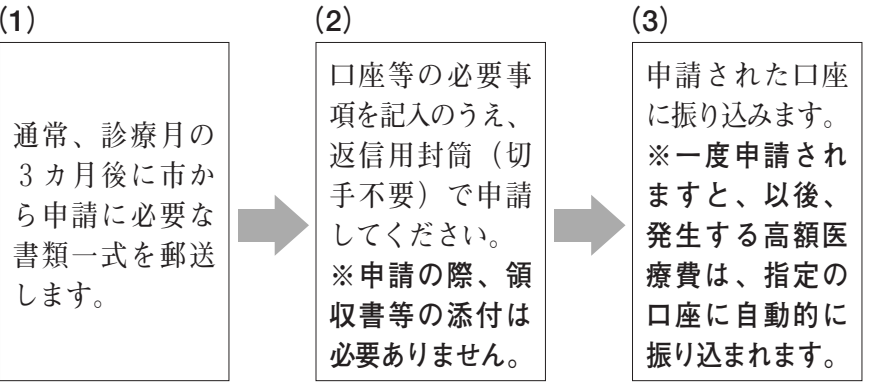 (1)
通常、診療月の
3カ月後に市か
ら申請に必要な
書類一式を郵送
します。
(2)
口座等の必要事
項を記入のうえ、
返信用封筒（切
手不要）で申請
してください。
※申請の際、領
収書等の添付は
必要ありません。
(3)
申請された口座
に振り込みます。
※一度申請され
ますと、以後、
発生する高額医
療費は、指定の
口座に自動的に
振り込まれます。